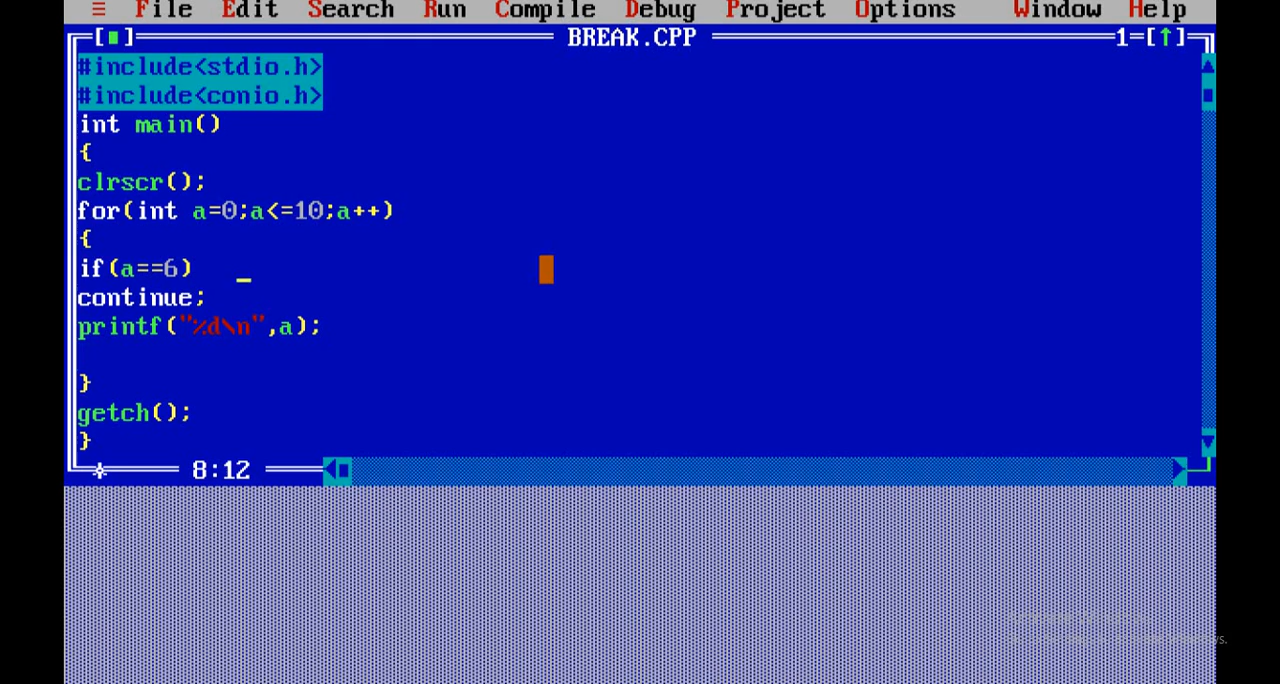 ≡ File Edit Search Run Compile Debug Project Options Window Help
[■] BREAK.CPP 1=[↑]
#include<stdio.h>
#include<conio.h>
int main()
{
clrscr();
for(int a=0;a<=10;a++)
{
if(a==6)
continue;
printf("%d\n",a);
}
getch();
}
8:12